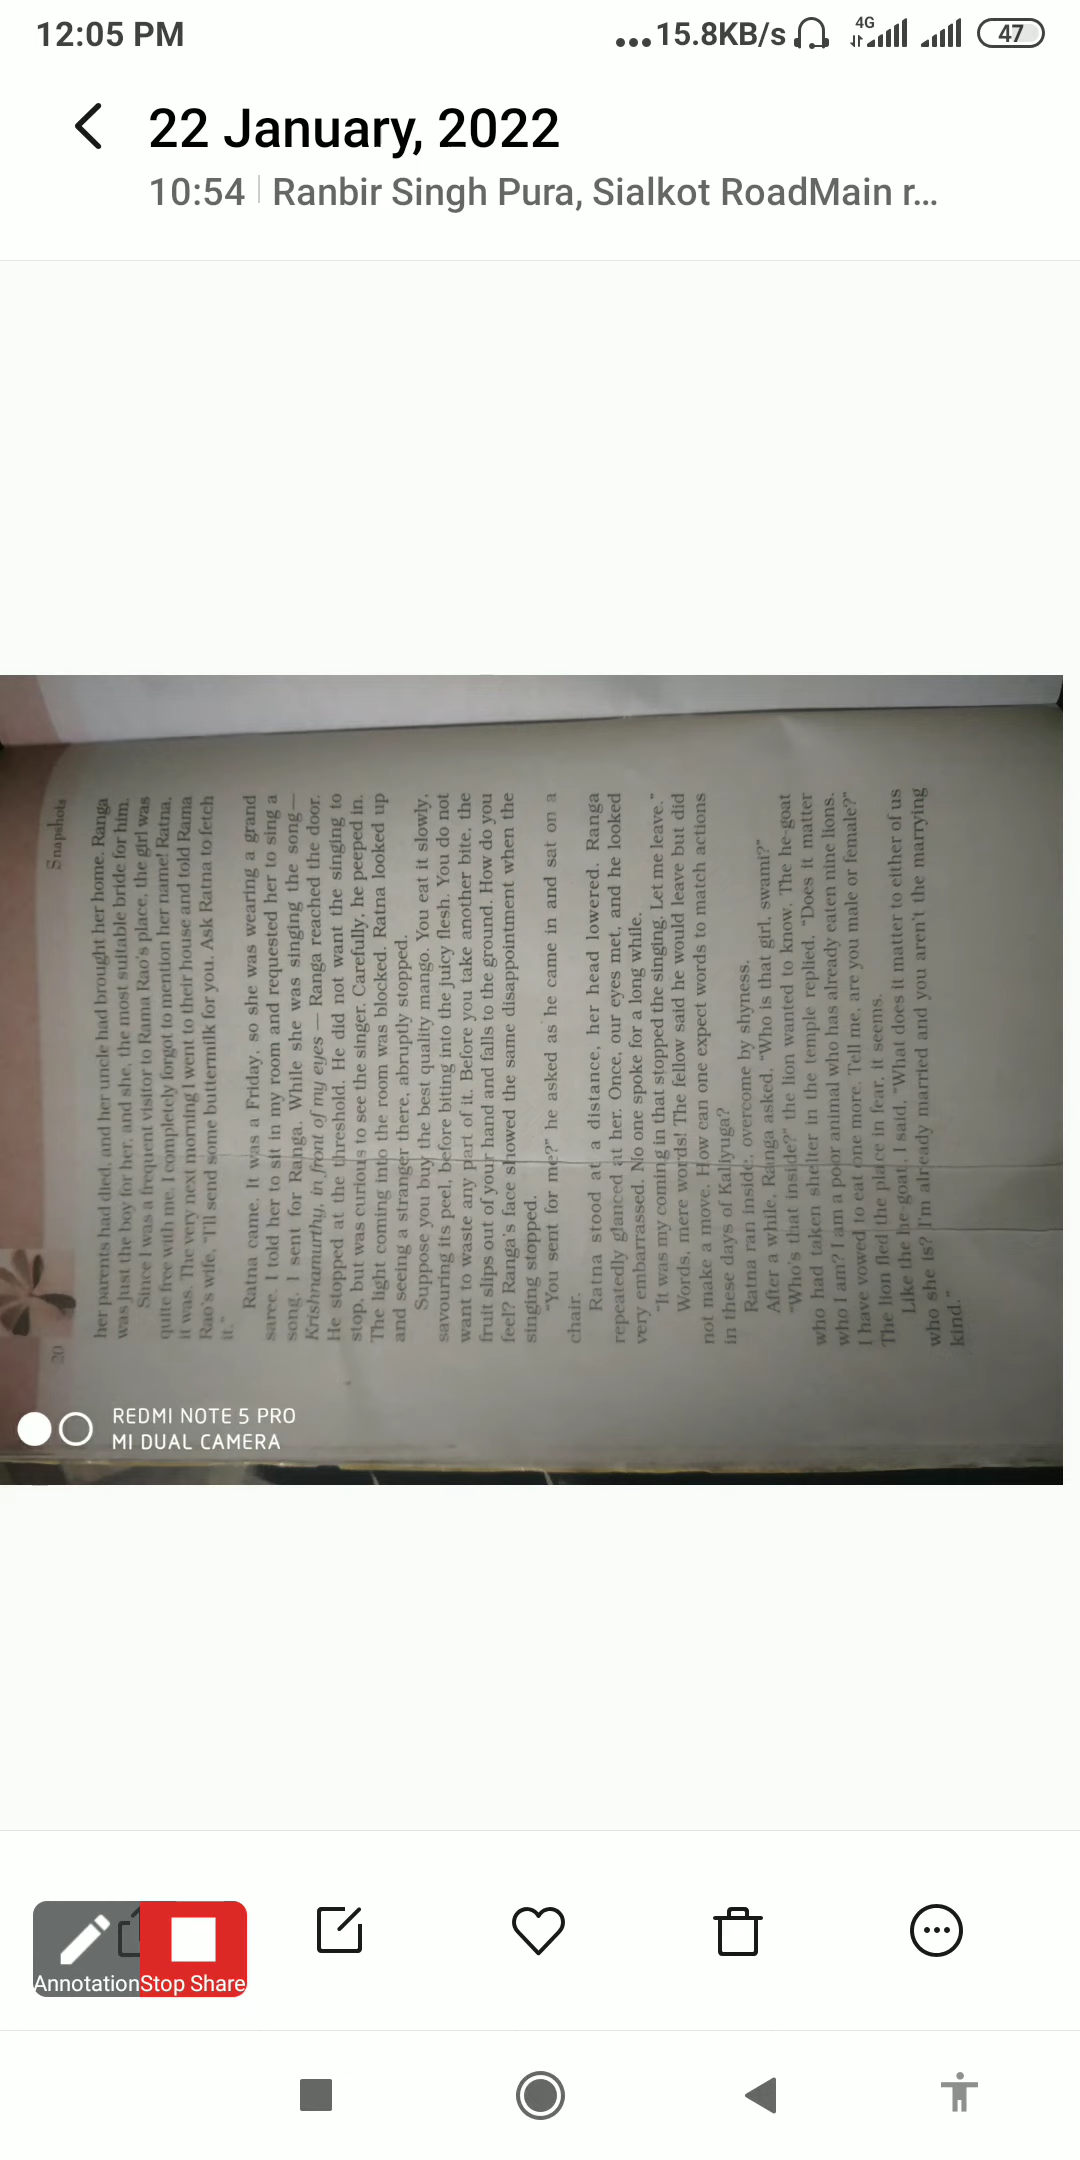 12:05 PM
...15.8KB/s
4G
47
22 January, 2022
10:54 Ranbir Singh Pura, Sialkot RoadMain r...
20
Snapshots
her parents had died, and her uncle had brought her home. Ranga
was just the boy for her, and she, the most suitable bride for him.
Since I was a frequent visitor to Rama Rao's place, the girl was
quite free with me. I completely forgot to mention her name! Ratna,
it was. The very next morning I went to their house and told Rama
Rao's wife, "I'll send some buttermilk for you. Ask Ratna to fetch
it."
Ratna came. It was a Friday, so she was wearing a grand
saree. I told her to sit in my room and requested her to sing a
song. I sent for Ranga. While she was singing the song —
Krishnamurthy, in front of my eyes — Ranga reached the door.
He stopped at the threshold. He did not want the singing to
stop, but was curious to see the singer. Carefully, he peeped in.
The light coming into the room was blocked. Ratna looked up
and seeing a stranger there, abruptly stopped.
Suppose you buy the best quality mango. You eat it slowly,
savouring its peel, before biting into the juicy flesh. You do not
want to waste any part of it. Before you take another bite, the
fruit slips out of your hand and falls to the ground. How do you
feel? Ranga's face showed the same disappointment when the
singing stopped.
"You sent for me?" he asked as he came in and sat on a
chair.
Ratna stood at a distance, her head lowered. Ranga
repeatedly glanced at her. Once, our eyes met, and he looked
very embarrassed. No one spoke for a long while.
"It was my coming in that stopped the singing. Let me leave."
Words, mere words! The fellow said he would leave but did
not make a move. How can one expect words to match actions
in these days of Kaliyuga?
Ratna ran inside, overcome by shyness.
After a while, Ranga asked, "Who is that girl, swami?"
"Who's that inside?" the lion wanted to know. The he-goat
who had taken shelter in the temple replied, "Does it matter
who I am? I am a poor animal who has already eaten nine lions.
I have vowed to eat one more. Tell me, are you male or female?"
The lion fled the place in fear, it seems.
Like the he-goat, I said, "What does it matter to either of us
who she is? I'm already married and you aren't the marrying
kind."
REDMI NOTE 5 PRO
MI DUAL CAMERA
Annotation
Stop Share